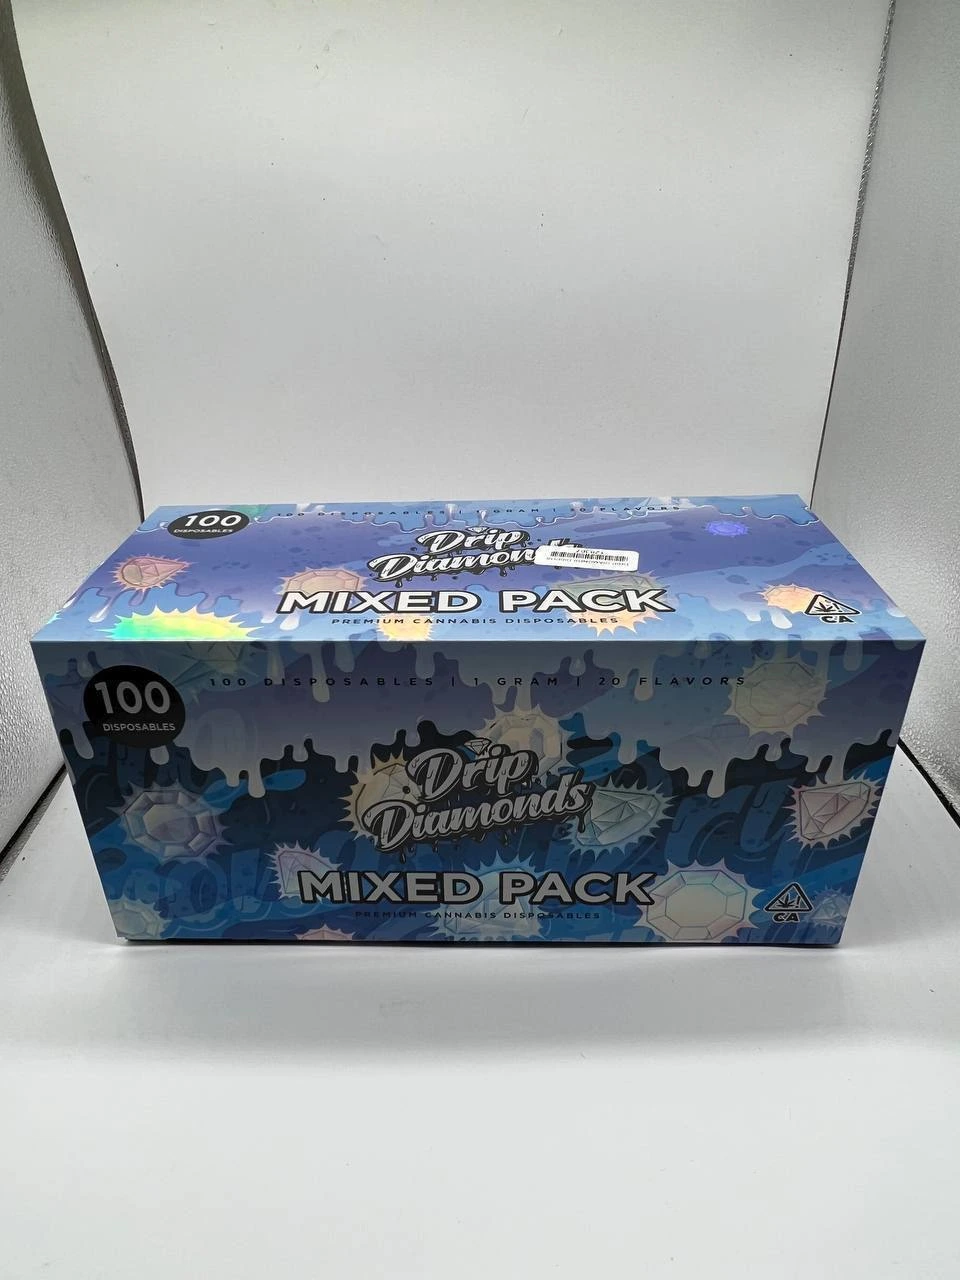 100
DISPOSABLES
100 DISPOSABLES | 1 GRAM | 20 FLAVORS
Drip
Diamonds
MIXED PACK
PREMIUM CANNABIS DISPOSABLES
CA
100
DISPOSABLES
100 DISPOSABLES | 1 GRAM | 20 FLAVORS
Drip
Diamonds
MIXED PACK
PREMIUM CANNABIS DISPOSABLES
CA